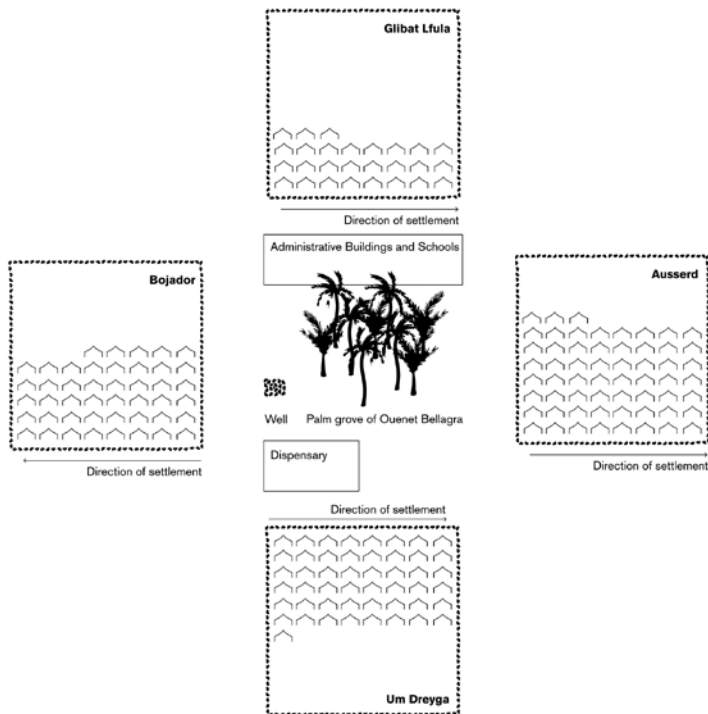 Glibat Lfula
Direction of settlement
Administrative Buildings and Schools
Bojador
Ausserd
Well
Palm grove of Ouenet Bellagra
Direction of settlement
Direction of settlement
Dispensary
Direction of settlement
Um Dreyga